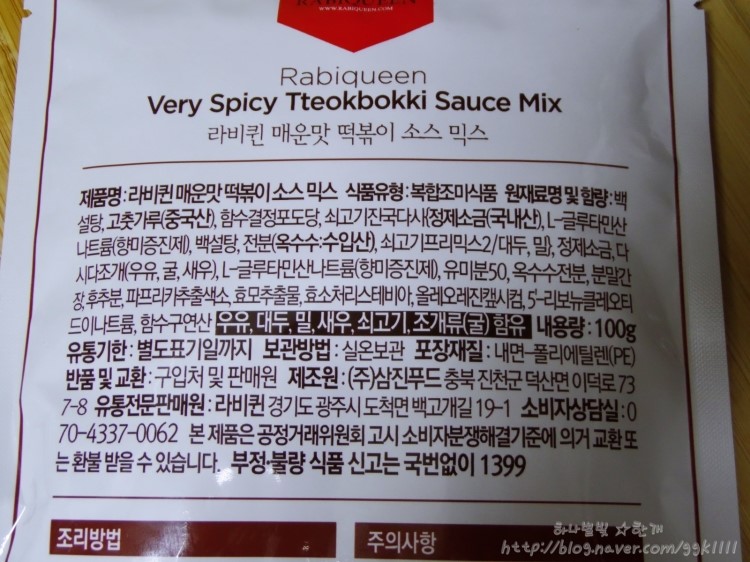 RABIQUEEN
WWW.RABIQUEEN.COM
Rabiqueen
Very Spicy Tteokbokki Sauce Mix
라비퀸 매운맛 떡볶이 소스 믹스
제품명 : 라비퀸 매운맛 떡볶이 소스 믹스 식품유형 : 복합조미식품 원재료명 및 함량 : 백
설탕, 고춧가루(중국산), 함수결정포도당, 쇠고기진국다시{정제소금(국내산), L-글루타민산
나트륨(향미증진제), 백설탕, 전분(옥수수:수입산), 쇠고기프리믹스2/대두, 밀}, 정제소금, 다
시다조개(우유, 굴, 새우), L-글루타민산나트륨(향미증진제), 유미분50, 옥수수전분, 분말간
장, 후추분, 파프리카추출색소, 효모추출물, 효소처리스테비아, 올레오레진캡시컴, 5'-리보뉴클레오티
드이나트륨, 함수구연산 우유, 대두, 밀, 새우, 쇠고기, 조개류(굴) 함유 내용량 : 100g
유통기한 : 별도표기일까지 보관방법 : 실온보관 포장재질 : 내면-폴리에틸렌(PE)
반품 및 교환 : 구입처 및 판매원 제조원 : (주)삼진푸드 충북 진천군 덕산면 이덕로 73
7-8 유통전문판매원 : 라비퀸 경기도 광주시 도척면 백고개길 19-1 소비자상담실 : 0
70-4337-0062 본 제품은 공정거래위원회 고시 소비자분쟁해결기준에 의거 교환 또
는 환불 받을 수 있습니다. 부정·불량 식품 신고는 국번없이 1399
조리방법
주의사항
하나별빛 ☆한개
http://blog.naver.com/ggk1111